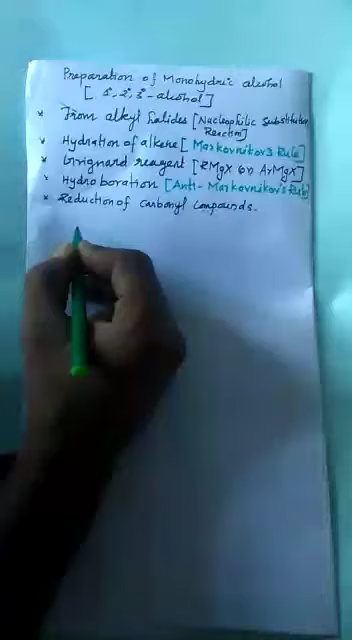 Preparation of Monohydric alcohol
[ 1°, 2°, 3° - alcohol ]
* From alkyl halides [Nucleophilic Substitution
Reactn]
* Hydration of alkene [ Markovnikov's Rule]
* Grignard reagent [ RMgX (or) ArMgX]
* Hydroboration [Anti- Markovnikov's Rule]
* Reduction of carbonyl compounds.